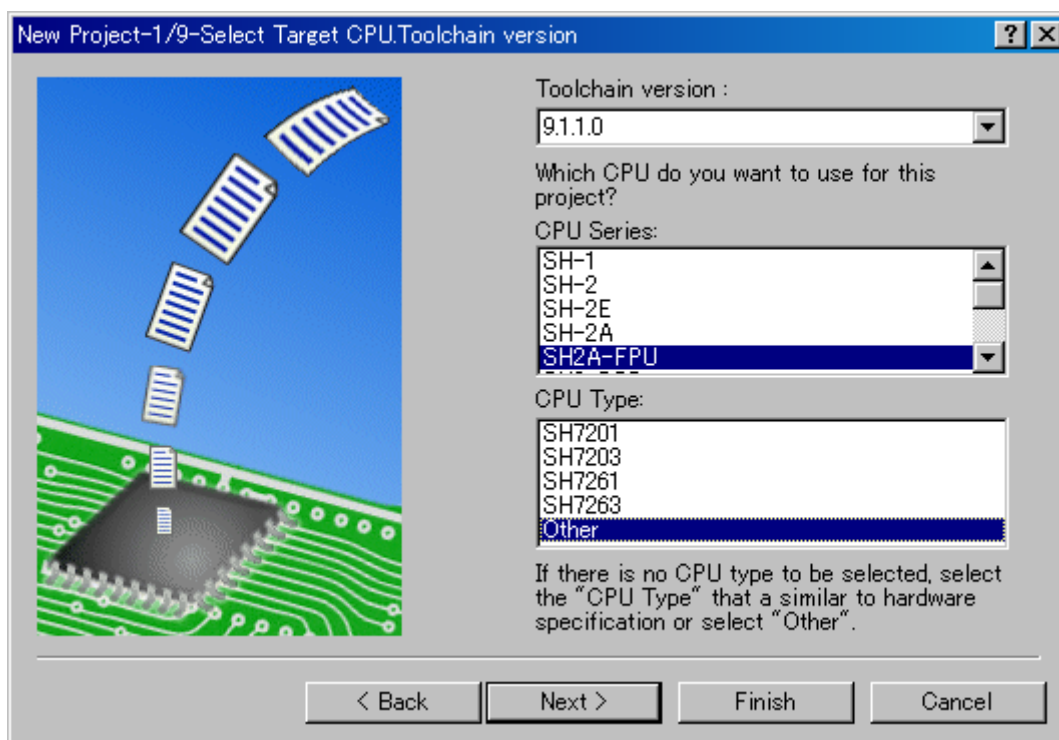 New Project-1/9-Select Target CPU.Toolchain version
Toolchain version :
9.1.1.0
Which CPU do you want to use for this
project?
CPU Series:
SH-1
SH-2
SH-2E
SH-2A
SH2A-FPU
CPU Type:
SH7201
SH7203
SH7261
SH7263
Other
If there is no CPU type to be selected, select
the "CPU Type" that a similar to hardware
specification or select "Other".
< Back
Next >
Finish
Cancel